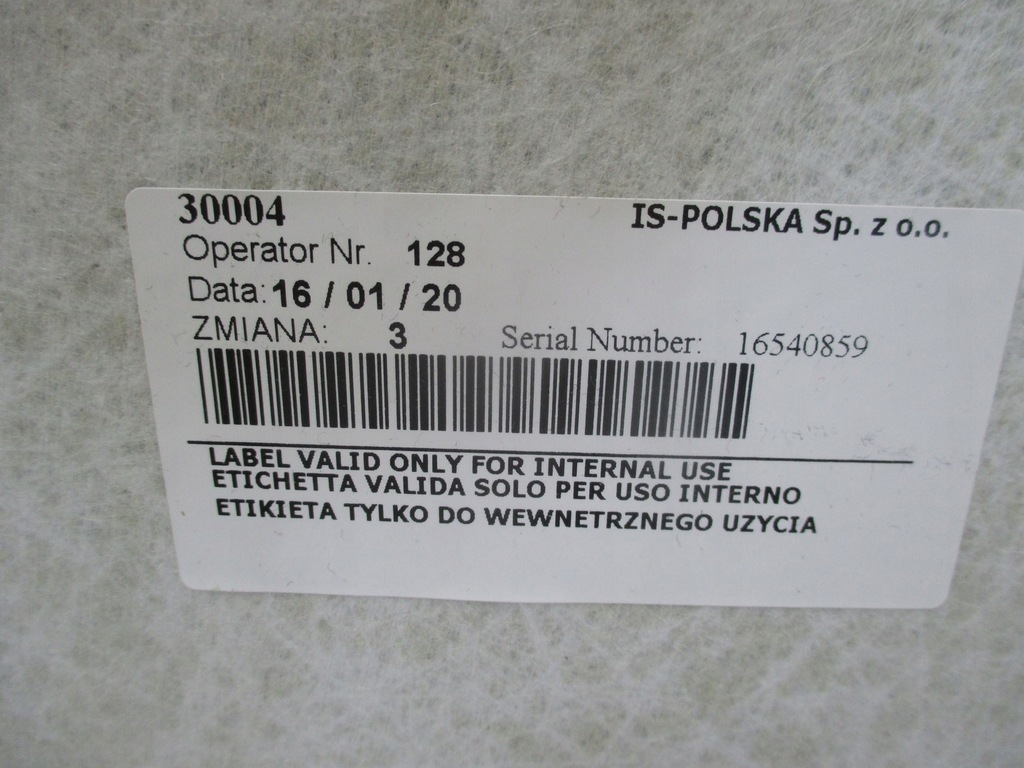 30004 IS-POLSKA Sp. z o.o.
Operator Nr. 128
Data: 16 / 01 / 20
ZMIANA: 3 Serial Number: 16540859
LABEL VALID ONLY FOR INTERNAL USE
ETICHETTA VALIDA SOLO PER USO INTERNO
ETIKIETA TYLKO DO WEWNETRZNEGO UZYCIA